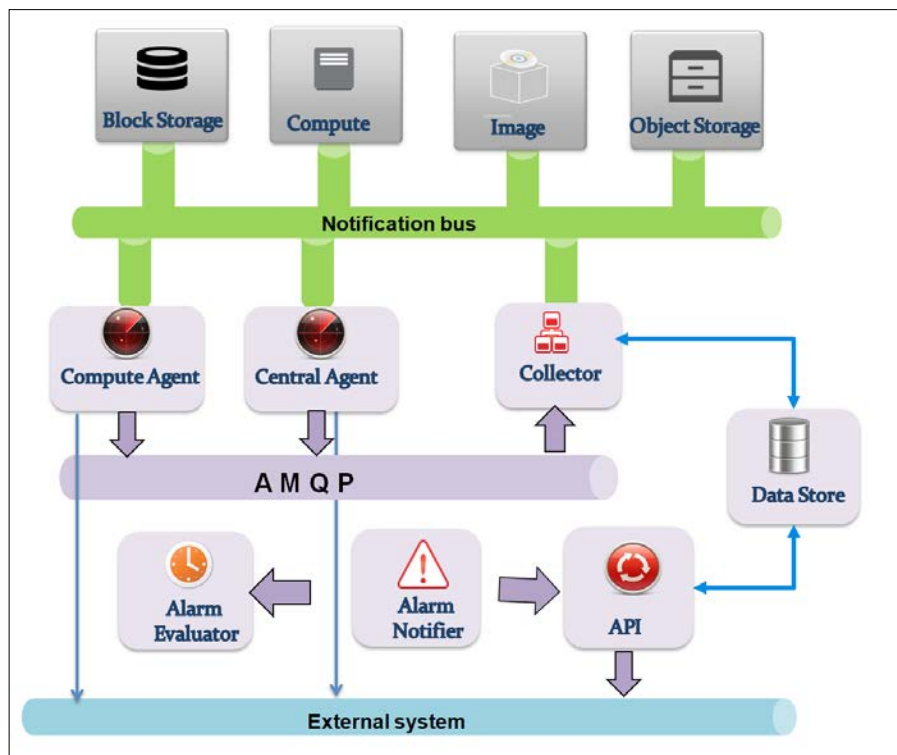 Block Storage
Compute
Image
Object Storage
Notification bus
Compute Agent
Central Agent
Collector
A M Q P
Data Store
Alarm
Evaluator
Alarm
Notifier
API
External system